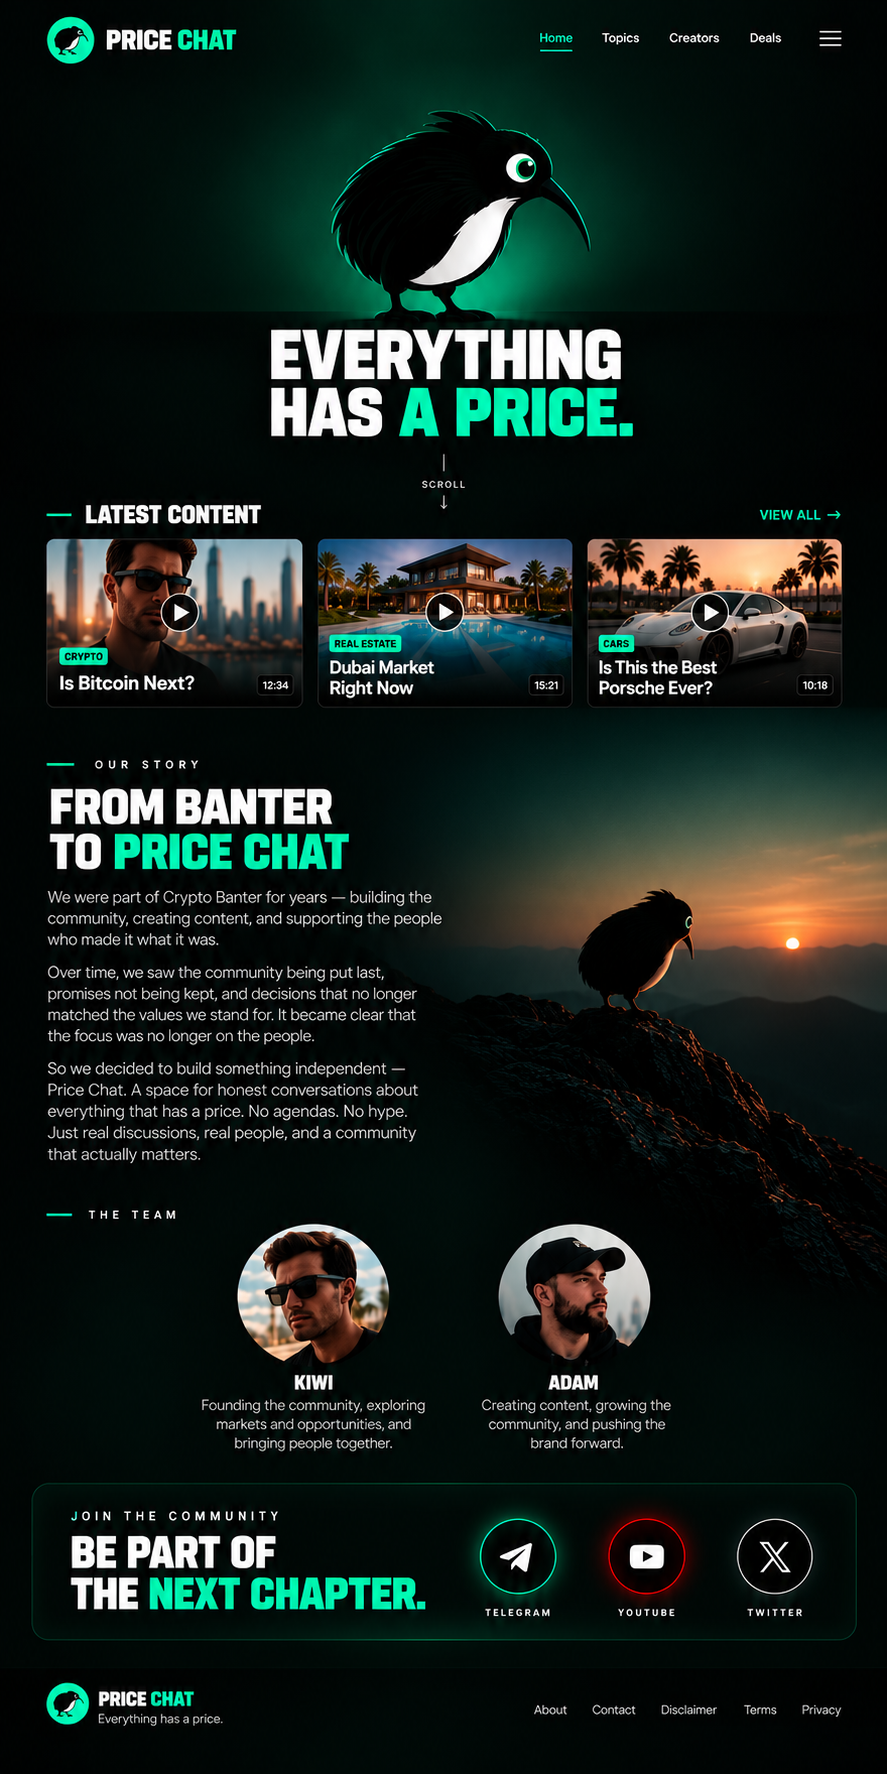 PRICE CHAT
Home
Topics
Creators
Deals
EVERYTHING
HAS A PRICE.
SCROLL
LATEST CONTENT
VIEW ALL →
CRYPTO
Is Bitcoin Next?
12:34
REAL ESTATE
Dubai Market
Right Now
15:21
CARS
Is This the Best
Porsche Ever?
10:18
OUR STORY
FROM BANTER
TO PRICE CHAT
We were part of Crypto Banter for years — building the
community, creating content, and supporting the people
who made it what it was.
Over time, we saw the community being put last,
promises not being kept, and decisions that no longer
matched the values we stand for. It became clear that
the focus was no longer on the people.
So we decided to build something independent —
Price Chat. A space for honest conversations about
everything that has a price. No agendas. No hype.
Just real discussions, real people, and a community
that actually matters.
THE TEAM
KIWI
Founding the community, exploring
markets and opportunities, and
bringing people together.
ADAM
Creating content, growing the
community, and pushing the
brand forward.
JOIN THE COMMUNITY
BE PART OF
THE NEXT CHAPTER.
TELEGRAM
YOUTUBE
TWITTER
PRICE CHAT
Everything has a price.
About
Contact
Disclaimer
Terms
Privacy